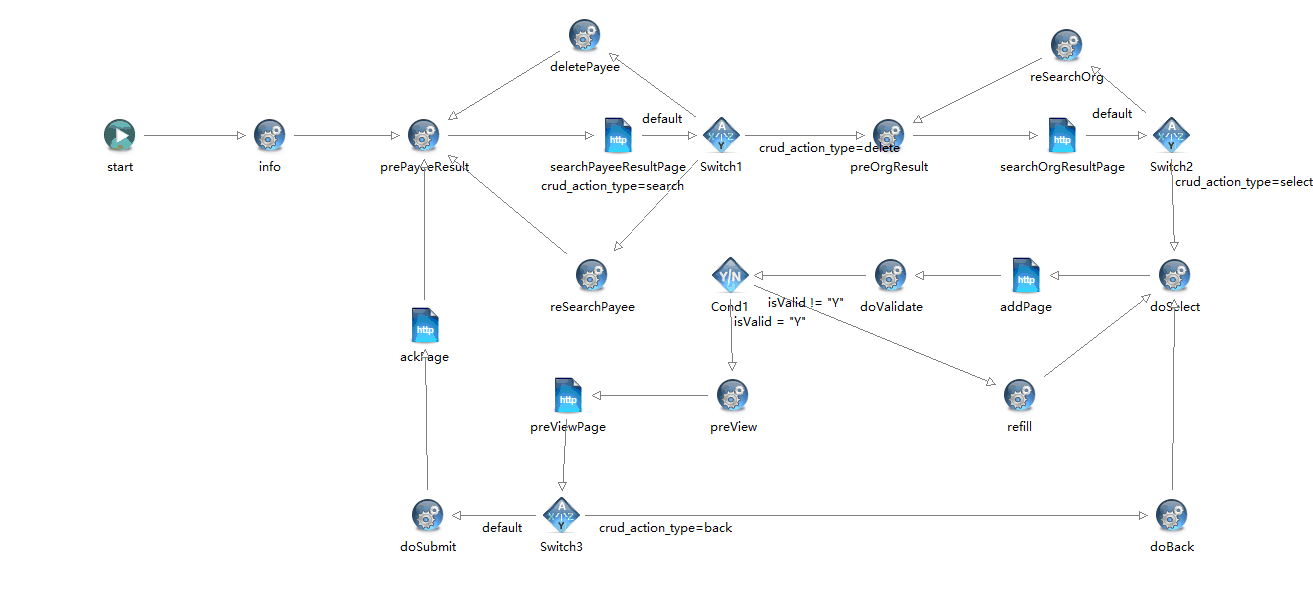 deletePayee
reSearchOrg
default
default
start
info
prePayeeResult
http
searchPayeeResultPage
crud_action_type=search
A
X Z
Y
Switch1
crud_action_type=delete
preOrgResult
http
searchOrgResultPage
A
X Z
Y
Switch2
crud_action_type=select
reSearchPayee
Y|N
Cond1
isValid != "Y"
isValid = "Y"
doValidate
http
addPage
doSelect
http
ackPage
http
preViewPage
preView
refill
doSubmit
default
A
X Z
Y
Switch3
crud_action_type=back
doBack